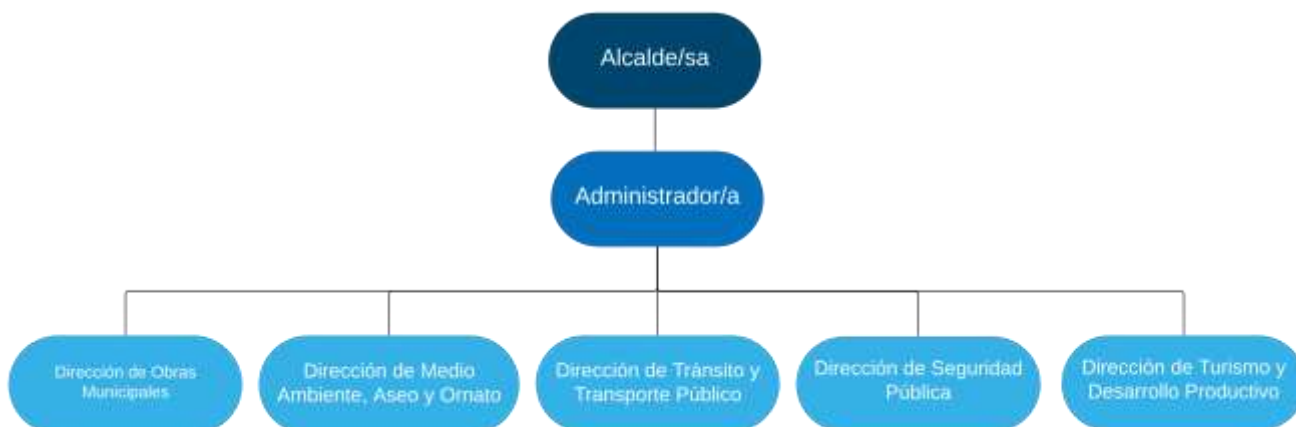 Alcalde/sa
Administrador/a
Dirección de Obras
Municipales
Dirección de Medio
Ambiente, Aseo y Ornato
Dirección de Trànsito y
Transporte Público
Dirección de Seguridad
Pública
Dirección de Turismo y
Desarrollo Productivo